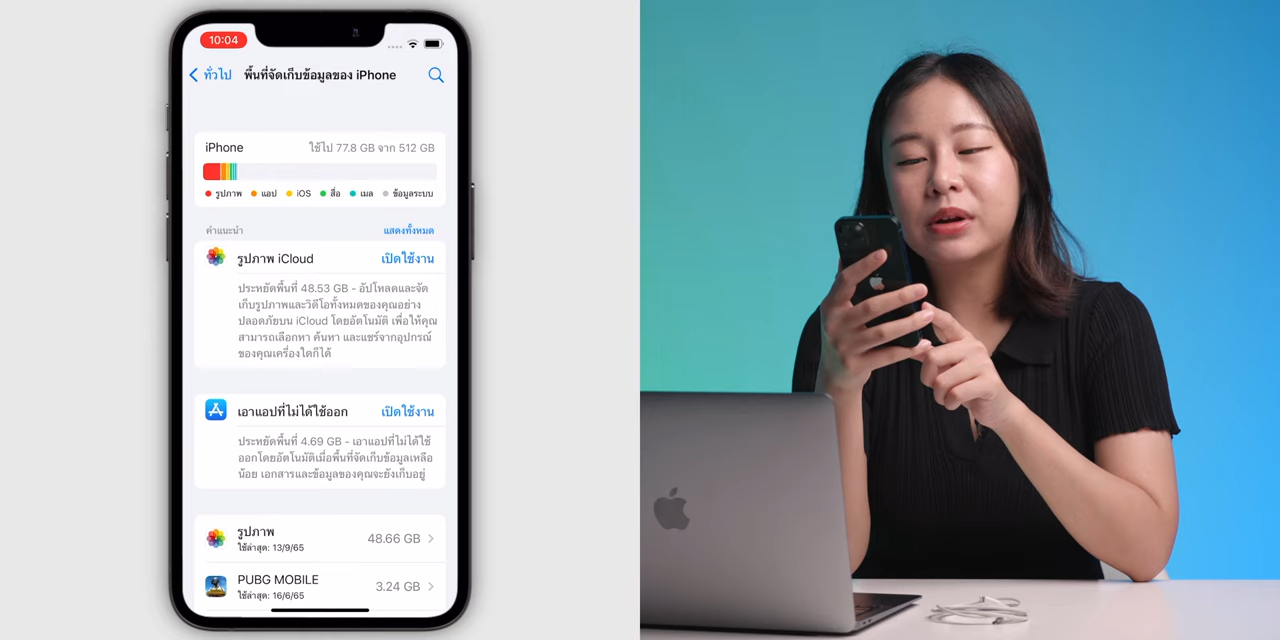 10:04
ทั่วไป พื้นที่จัดเก็บข้อมูลของ iPhone
iPhone ใช้ไป 77.8 GB จาก 512 GB
รูปภาพ แอป iOS สื่อ เมล ข้อมูลระบบ
คำแนะนำ แสดงทั้งหมด
รูปภาพ iCloud เปิดใช้งาน
ประหยัดพื้นที่ 48.53 GB - อัปโหลดและจัด
เก็บรูปภาพและวิดีโอทั้งหมดของคุณอย่าง
ปลอดภัยบน iCloud โดยอัตโนมัติ เพื่อให้คุณ
สามารถเลือกหา ค้นหา และแชร์จากอุปกรณ์
ของคุณเครื่องใดก็ได้
เอาแอปที่ไม่ได้ใช้ออก เปิดใช้งาน
ประหยัดพื้นที่ 4.69 GB - เอาแอปที่ไม่ได้ใช้
ออกโดยอัตโนมัติเมื่อพื้นที่จัดเก็บข้อมูลเหลือ
น้อย เอกสารและข้อมูลของคุณจะยังเก็บอยู่
รูปภาพ 48.66 GB
ใช้ล่าสุด: 13/9/65
PUBG MOBILE 3.24 GB
ใช้ล่าสุด: 16/6/65